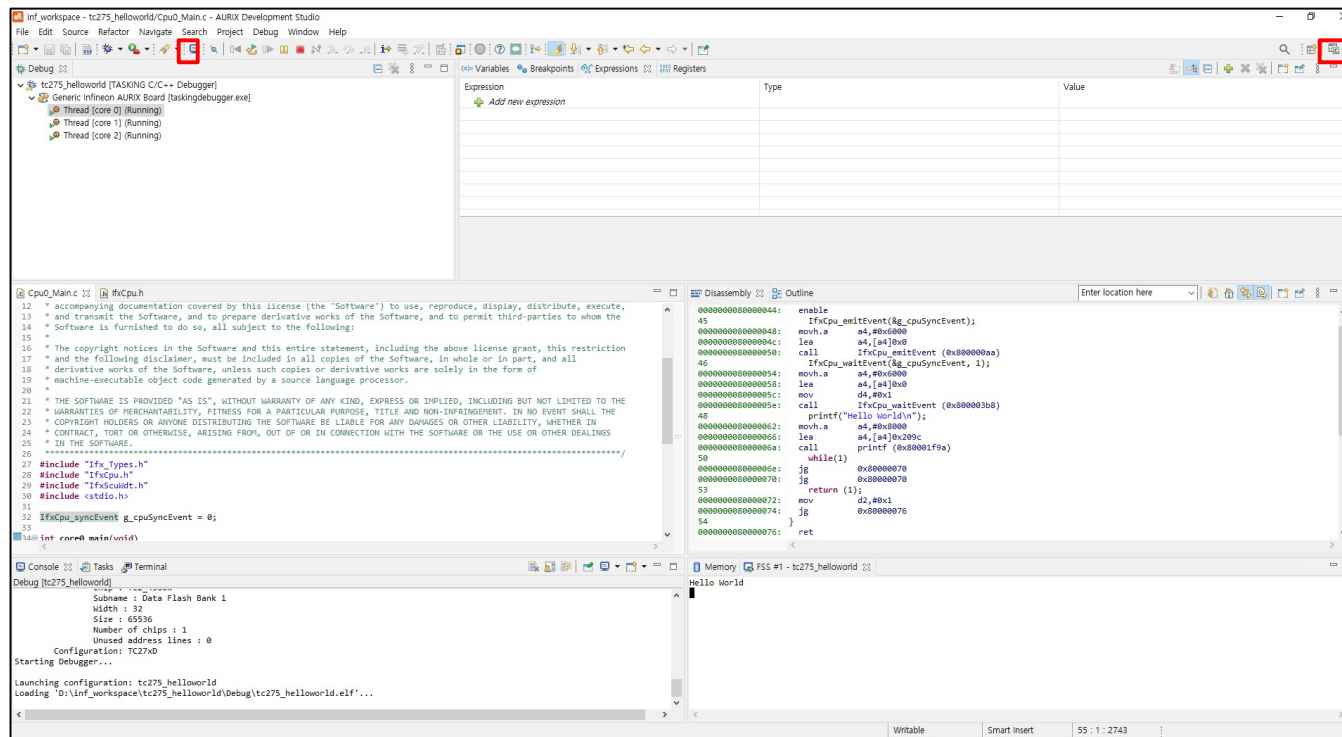 inf_workspace - tc275_helloworld/Cpu0_Main.c - AURIX Development Studio
File Edit Source Refactor Navigate Search Project Debug Window Help
Debug
tc275_helloworld [TASKING C/C++ Debugger]
Generic Infineon AURIX Board [taskingdebugger.exe]
Thread [core 0] (Running)
Thread [core 1] (Running)
Thread [core 2] (Running)
(x)= Variables Breakpoints Expressions Registers
Expression Type Value
Add new expression
Cpu0_Main.c IfxCpu.h
12 * accompanying documentation covered by this license (the "Software") to use, reproduce, display, distribute, execute,
13 * and transmit the Software, and to prepare derivative works of the Software, and to permit third-parties to whom the
14 * Software is furnished to do so, all subject to the following:
15 *
16 * The copyright notices in the Software and this entire statement, including the above license grant, this restriction
17 * and the following disclaimer, must be included in all copies of the Software, in whole or in part, and all
18 * derivative works of the Software, unless such copies or derivative works are solely in the form of
19 * machine-executable object code generated by a source language processor.
20 *
21 * THE SOFTWARE IS PROVIDED "AS IS", WITHOUT WARRANTY OF ANY KIND, EXPRESS OR IMPLIED, INCLUDING BUT NOT LIMITED TO THE
22 * WARRANTIES OF MERCHANTABILITY, FITNESS FOR A PARTICULAR PURPOSE, TITLE AND NON-INFRINGEMENT. IN NO EVENT SHALL THE
23 * COPYRIGHT HOLDERS OR ANYONE DISTRIBUTING THE SOFTWARE BE LIABLE FOR ANY DAMAGES OR OTHER LIABILITY, WHETHER IN
24 * CONTRACT, TORT OR OTHERWISE, ARISING FROM, OUT OF OR IN CONNECTION WITH THE SOFTWARE OR THE USE OR OTHER DEALINGS
25 * IN THE SOFTWARE.
26 **********************************************************************************************************************/
27 #include "Ifx_Types.h"
28 #include "IfxCpu.h"
29 #include "IfxScuWdt.h"
30 #include <stdio.h>
31
32 IfxCpu_syncEvent g_cpuSyncEvent = 0;
33
34 int core0_main(void)
Disassembly Outline Enter location here
0000000080000044: enable
45 IfxCpu_emitEvent(&g_cpuSyncEvent);
0000000080000048: movh.a a4,#0x6000
000000008000004c: lea a4,[a4]0x0
0000000080000050: call IfxCpu_emitEvent (0x800000aa)
46 IfxCpu_waitEvent(&g_cpuSyncEvent, 1);
0000000080000054: movh.a a4,#0x6000
0000000080000058: lea a4,[a4]0x0
000000008000005c: mov d4,#0x1
000000008000005e: call IfxCpu_waitEvent (0x800003b8)
48 printf("Hello World\n");
0000000080000062: movh.a a4,#0x8000
0000000080000066: lea a4,[a4]0x209c
000000008000006a: call printf (0x80001f9a)
50 while(1)
000000008000006e: jg 0x80000070
0000000080000070: jg 0x80000070
53 return (1);
0000000080000072: mov d2,#0x1
0000000080000074: jg 0x80000076
54 }
0000000080000076: ret
Console Tasks Terminal
Debug [tc275_helloworld]
Subname : Data Flash Bank 1
Width : 32
Size : 65536
Number of chips : 1
Unused address lines : 0
Configuration: TC27xD
Starting Debugger...
Launching configuration: tc275_helloworld
Loading 'D:\inf_workspace\tc275_helloworld\Debug\tc275_helloworld.elf'...
Memory FSS #1 - tc275_helloworld
Hello World
Writable Smart Insert 55 : 1 : 2743